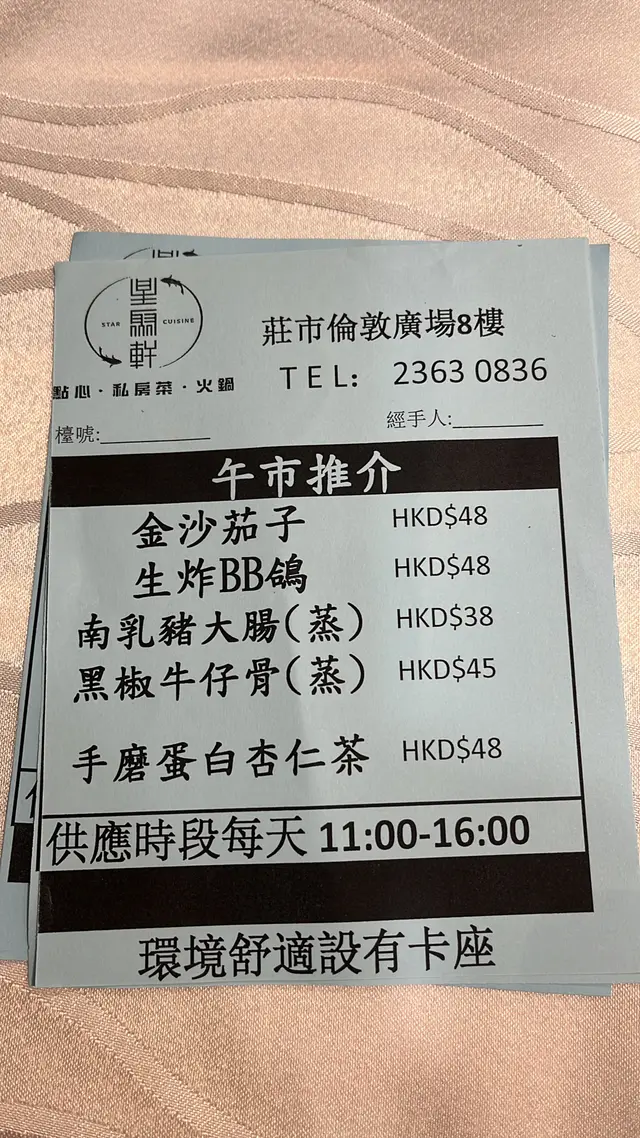 STAR CUISINE
點心·私房菜·火鍋
莊市倫敦廣場8樓
TEL: 2363 0836
檯號:__________
經手人:__________
午市推介
金沙茄子 HKD$48
生炸BB鴿 HKD$48
南乳豬大腸(蒸) HKD$38
黑椒牛仔骨(蒸) HKD$45
手磨蛋白杏仁茶 HKD$48
供應時段每天 11:00-16:00
環境舒適設有卡座